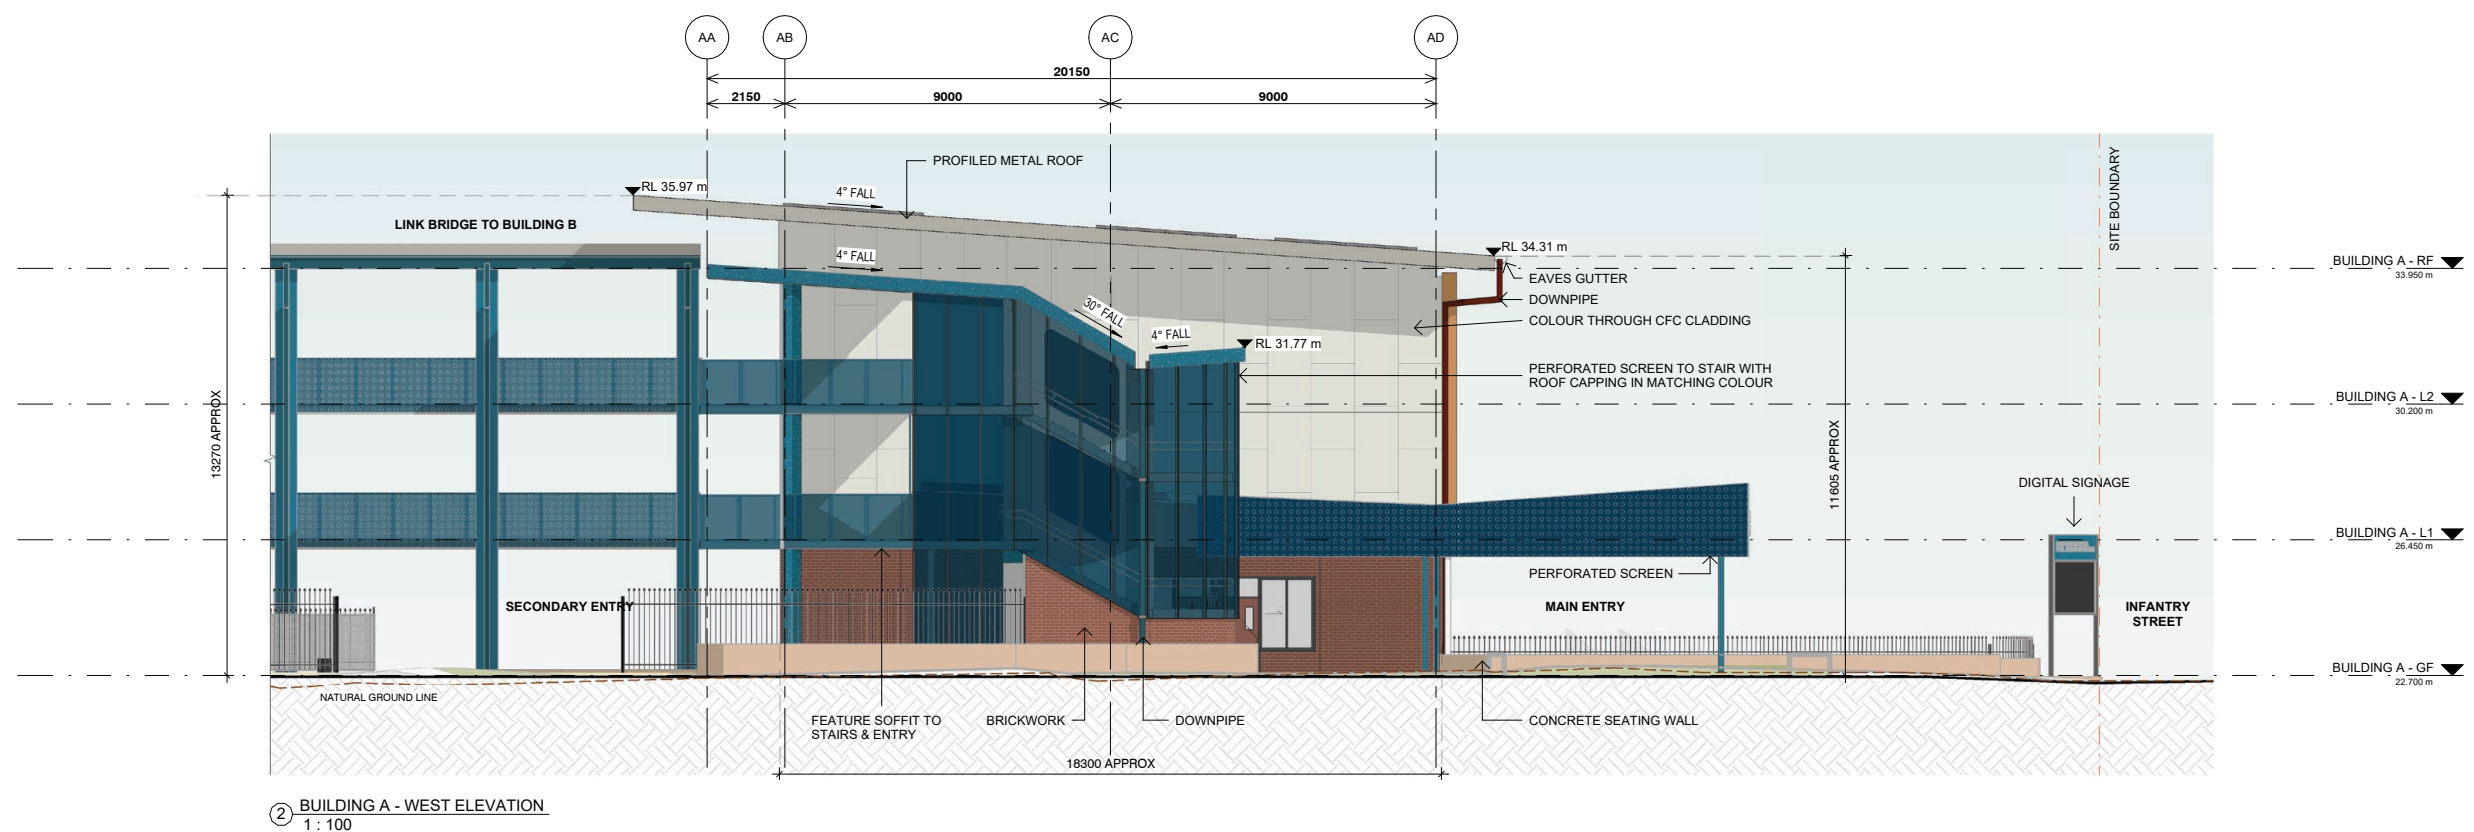 AA
AB
AC
AD
20150
2150
9000
9000
PROFILED METAL ROOF
SITE BOUNDARY
RL 35.97 m
4° FALL
LINK BRIDGE TO BUILDING B
4° FALL
RL 34.31 m
BUILDING A - RF
33.950 m
EAVES GUTTER
DOWNPIPE
30° FALL
COLOUR THROUGH CFC CLADDING
4° FALL
RL 31.77 m
PERFORATED SCREEN TO STAIR WITH
ROOF CAPPING IN MATCHING COLOUR
BUILDING A - L2
30.200 m
13270 APPROX
11605 APPROX
DIGITAL SIGNAGE
BUILDING A - L1
26.450 m
PERFORATED SCREEN
SECONDARY ENTRY
MAIN ENTRY
INFANTRY
STREET
BUILDING A - GF
22.700 m
NATURAL GROUND LINE
FEATURE SOFFIT TO
STAIRS & ENTRY
BRICKWORK
DOWNPIPE
CONCRETE SEATING WALL
18300 APPROX
2
BUILDING A - WEST ELEVATION
1 : 100